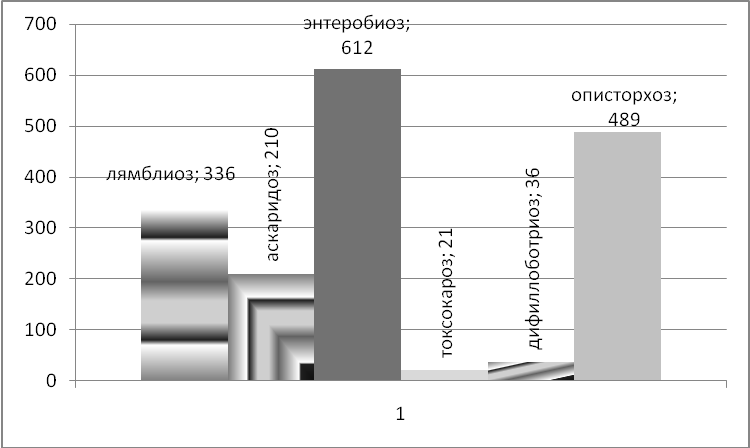 700
600
500
400
300
200
100
0
лямблиоз; 336
аскаридоз; 210
энтеробиоз;
612
токсокароз; 21
дифиллоботриоз; 36
описторхоз;
489
1